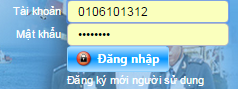 Tài khoản 0106101312
Mật khẩu ••••••••
Đăng nhập
Đăng ký mới người sử dụng